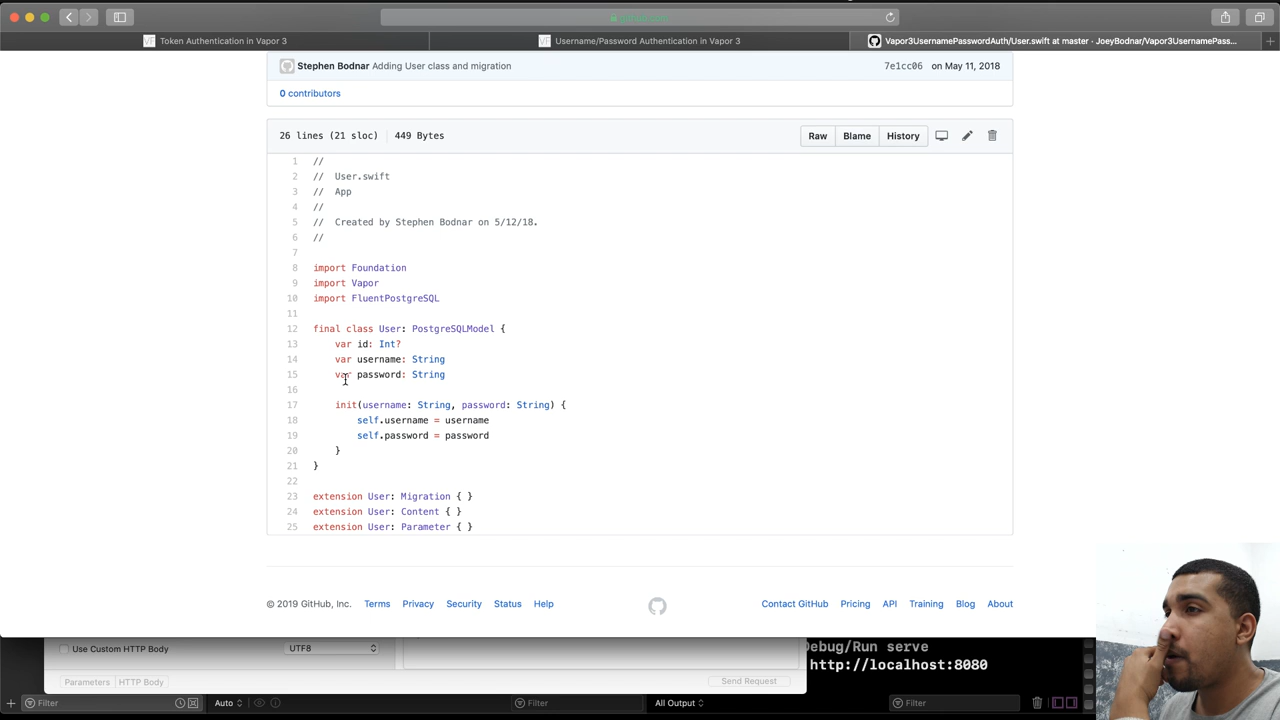 Token Authentication in Vapor 3
Username/Password Authentication in Vapor 3
Vapor3UsernamePasswordAuth/User.swift at master · JoeyBodnar/Vapor3UsernamePass...
Stephen Bodnar Adding User class and migration
7e1cc06 on May 11, 2018
0 contributors
26 lines (21 sloc) 449 Bytes
Raw Blame History
1 //
2 // User.swift
3 // App
4 //
5 // Created by Stephen Bodnar on 5/12/18.
6 //
7
8 import Foundation
9 import Vapor
10 import FluentPostgreSQL
11
12 final class User: PostgreSQLModel {
13 var id: Int?
14 var username: String
15 var password: String
16
17 init(username: String, password: String) {
18 self.username = username
19 self.password = password
20 }
21 }
22
23 extension User: Migration { }
24 extension User: Content { }
25 extension User: Parameter { }
© 2019 GitHub, Inc. Terms Privacy Security Status Help
Contact GitHub Pricing API Training Blog About
Use Custom HTTP Body UTF8
Debug/Run serve
http://localhost:8080
Parameters HTTP Body Send Request
Filter Auto Filter All Output Filter